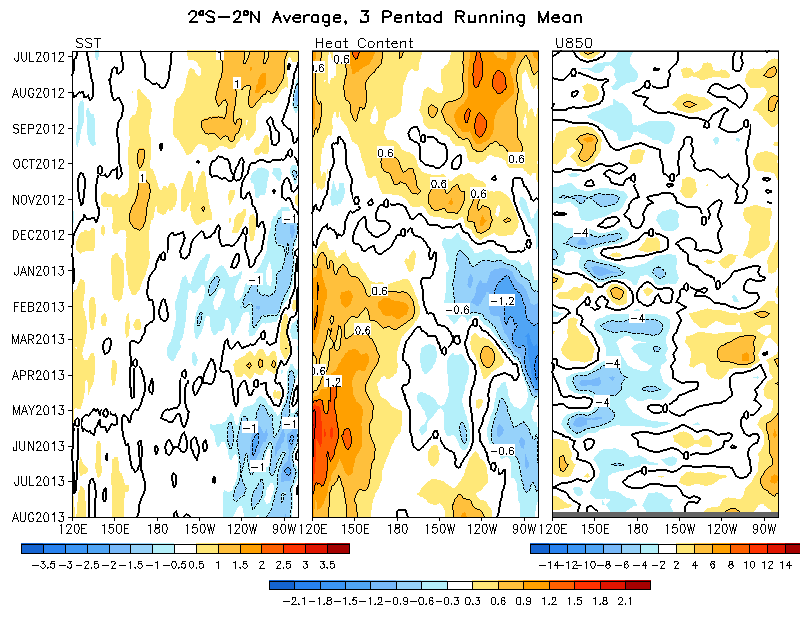 2°S-2°N Average, 3 Pentad Running Mean
SST
Heat Content
U850
JUL2012
AUG2012
SEP2012
OCT2012
NOV2012
DEC2012
JAN2013
FEB2013
MAR2013
APR2013
MAY2013
JUN2013
JUL2013
AUG2013
1
1
1
-1
-1
-1
-1
-1
0.6
0.6
0.6
0.6
0.6
0.6
0.6
-0.6
-1.2
0.6
0.6
1.2
-0.6
-4
-4
-4
-4
120E 150E 180 150W 120W 90W
120E 150E 180 150W 120W 90W
120E 150E 180 150W 120W 90W
-3.5 -3 -2.5 -2 -1.5 -1 -0.5 0.5 1 1.5 2 2.5 3 3.5
-14 -12 -10 -8 -6 -4 -2 2 4 6 8 10 12 14
-2.1 -1.8 -1.5 -1.2 -0.9 -0.6 -0.3 0.3 0.6 0.9 1.2 1.5 1.8 2.1